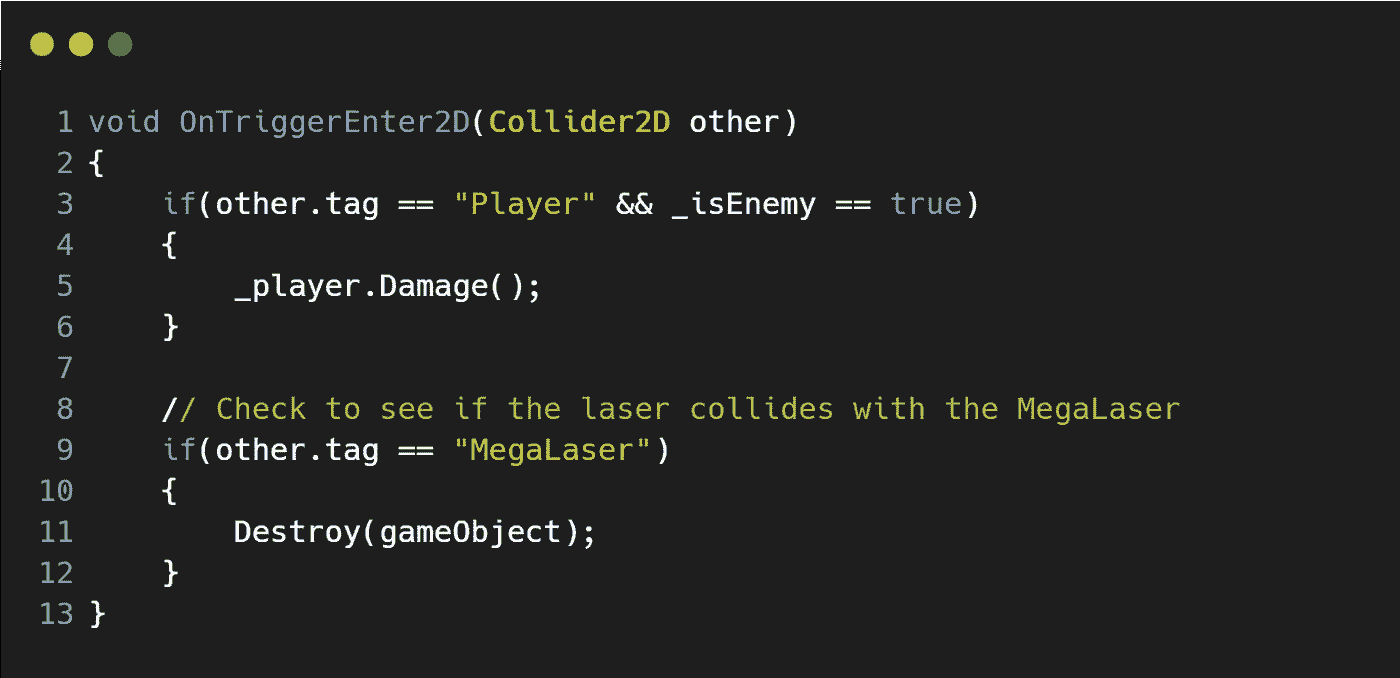 1 void OnTriggerEnter2D(Collider2D other)
2 {
3     if(other.tag == "Player" && _isEnemy == true)
4     {
5         _player.Damage();
6     }
7
8     // Check to see if the laser collides with the MegaLaser
9     if(other.tag == "MegaLaser")
10     {
11         Destroy(gameObject);
12     }
13 }